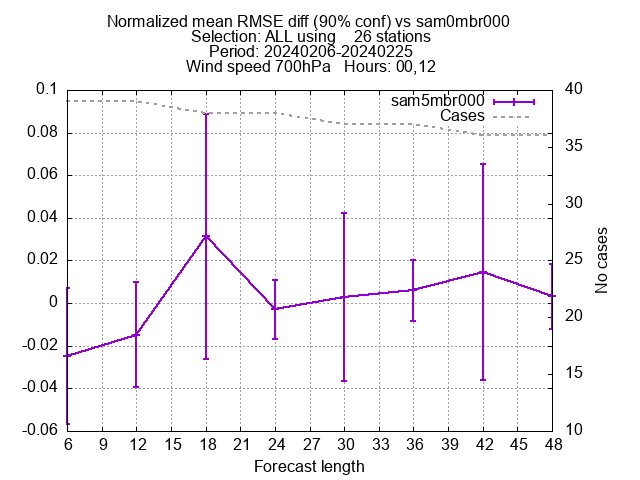 Normalized mean RMSE diff (90% conf) vs sam0mbr000
Selection: ALL using    26 stations
Period: 20240206-20240225
Wind speed 700hPa   Hours: 00,12
sam5mbr000
Cases
0.1
0.08
0.06
0.04
0.02
0
-0.02
-0.04
-0.06
40
35
30
25
20
15
10
No cases
6 9 12 15 18 21 24 27 30 33 36 39 42 45 48
Forecast length